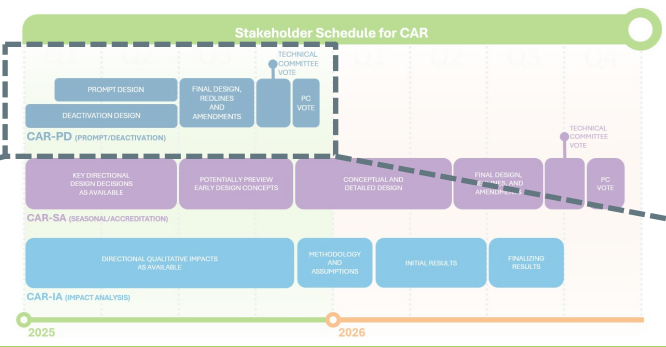 Stakeholder Schedule for CAR
TECHNICAL
COMMITTEE
VOTE
PROMPT DESIGN
DEACTIVATION DESIGN
FINAL DESIGN,
REDLINES
AND
AMENDMENTS
PC
VOTE
CAR-PD (PROMPT/DEACTIVATION)
TECHNICAL
COMMITTEE
VOTE
KEY DIRECTIONAL
DESIGN DECISIONS
AS AVAILABLE
POTENTIALLY PREVIEW
EARLY DESIGN CONCEPTS
CONCEPTUAL AND
DETAILED DESIGN
FINAL DESIGN,
REDLINES, AND
AMENDMENTS
PC
VOTE
CAR-SA (SEASONAL/ACCREDITATION)
DIRECTIONAL QUALITATIVE IMPACTS
AS AVAILABLE
METHODOLOGY
AND
ASSUMPTIONS
INITIAL RESULTS
FINALIZING
RESULTS
CAR-IA (IMPACT ANALYSIS)
2025
2026